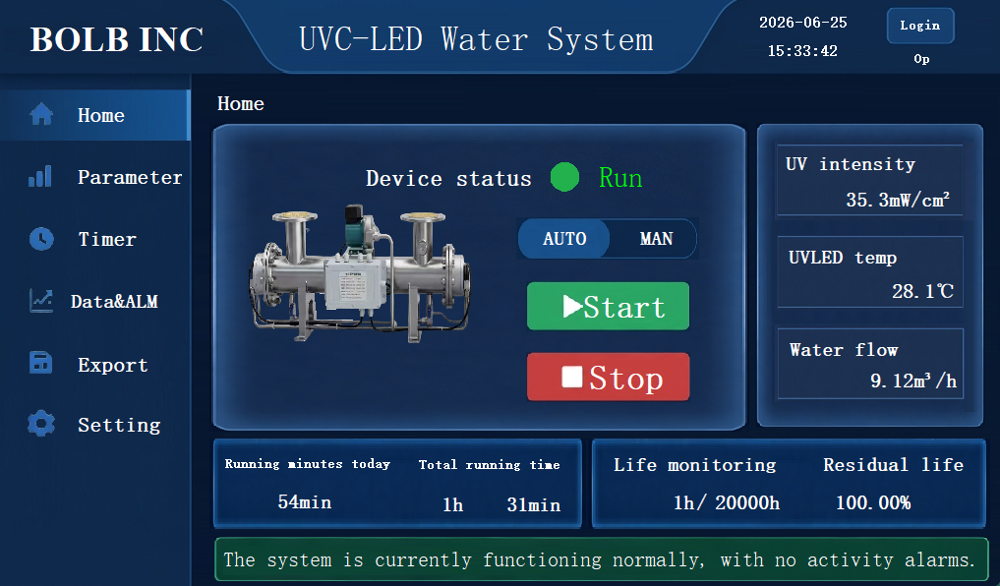 BOLB INC
UVC-LED Water System
2026-06-25
15:33:42
Login
Op
Home
Parameter
Timer
Data&ALM
Export
Setting
Home
Device status Run
AUTO MAN
Start
Stop
UV intensity
35.3mW/cm²
UVLED temp
28.1℃
Water flow
9.12m³/h
Running minutes today
54min
Total running time
1h 31min
Life monitoring
1h/ 20000h
Residual life
100.00%
The system is currently functioning normally, with no activity alarms.